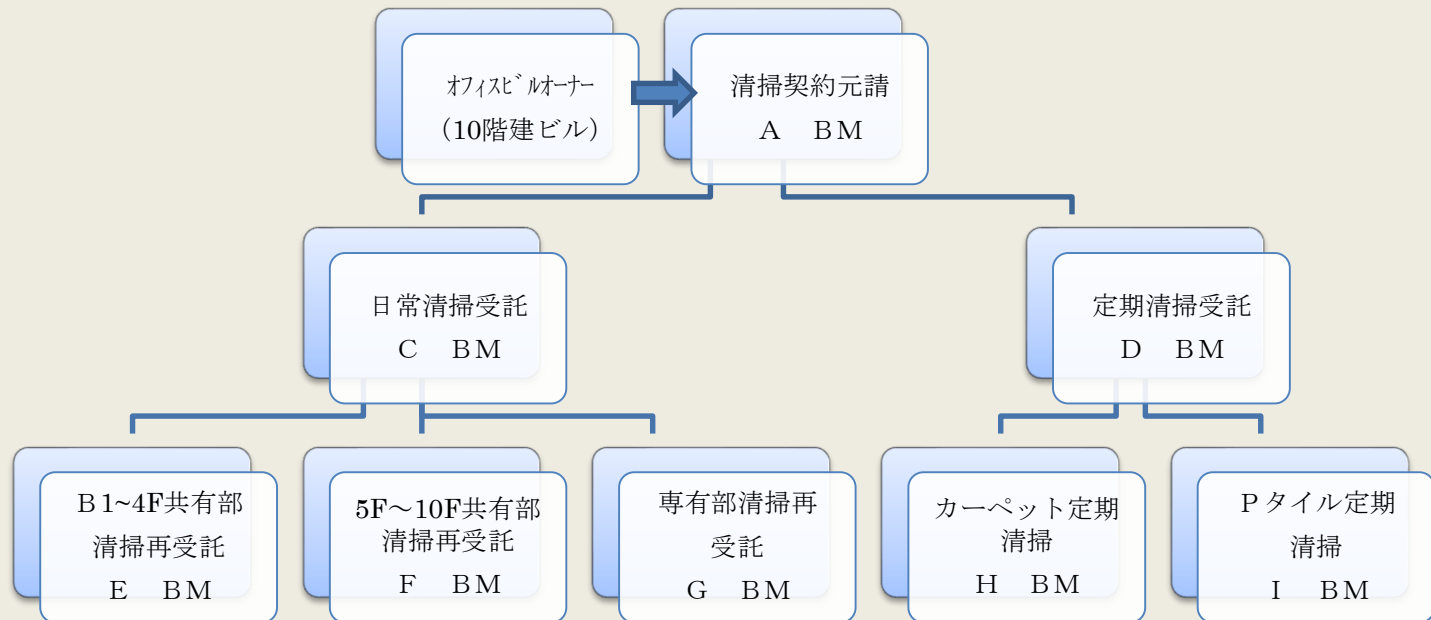 ｵﾌｨｽﾋﾞﾙｵｰﾅｰ
（10階建ビル）
清掃契約元請
Ａ　ＢＭ
日常清掃受託
Ｃ　ＢＭ
定期清掃受託
Ｄ　ＢＭ
Ｂ1~4F共有部
清掃再受託
Ｅ　ＢＭ
5F～10F共有部
清掃再受託
Ｆ　ＢＭ
専有部清掃再
受託
Ｇ　ＢＭ
カーペット定期
清掃
Ｈ　ＢＭ
Ｐタイル定期
清掃
Ｉ　ＢＭ